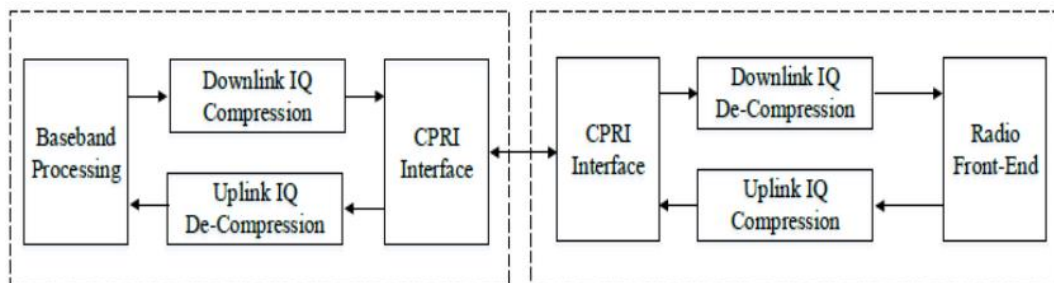 Baseband
Processing
Downlink IQ
Compression
Uplink IQ
De-Compression
CPRI
Interface
CPRI
Interface
Downlink IQ
De-Compression
Uplink IQ
Compression
Radio
Front-End